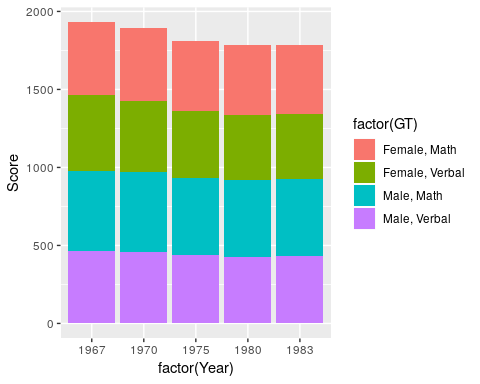 2000
1500
1000
500
0
Score
1967 1970 1975 1980 1983
factor(Year)
factor(GT)
Female, Math
Female, Verbal
Male, Math
Male, Verbal